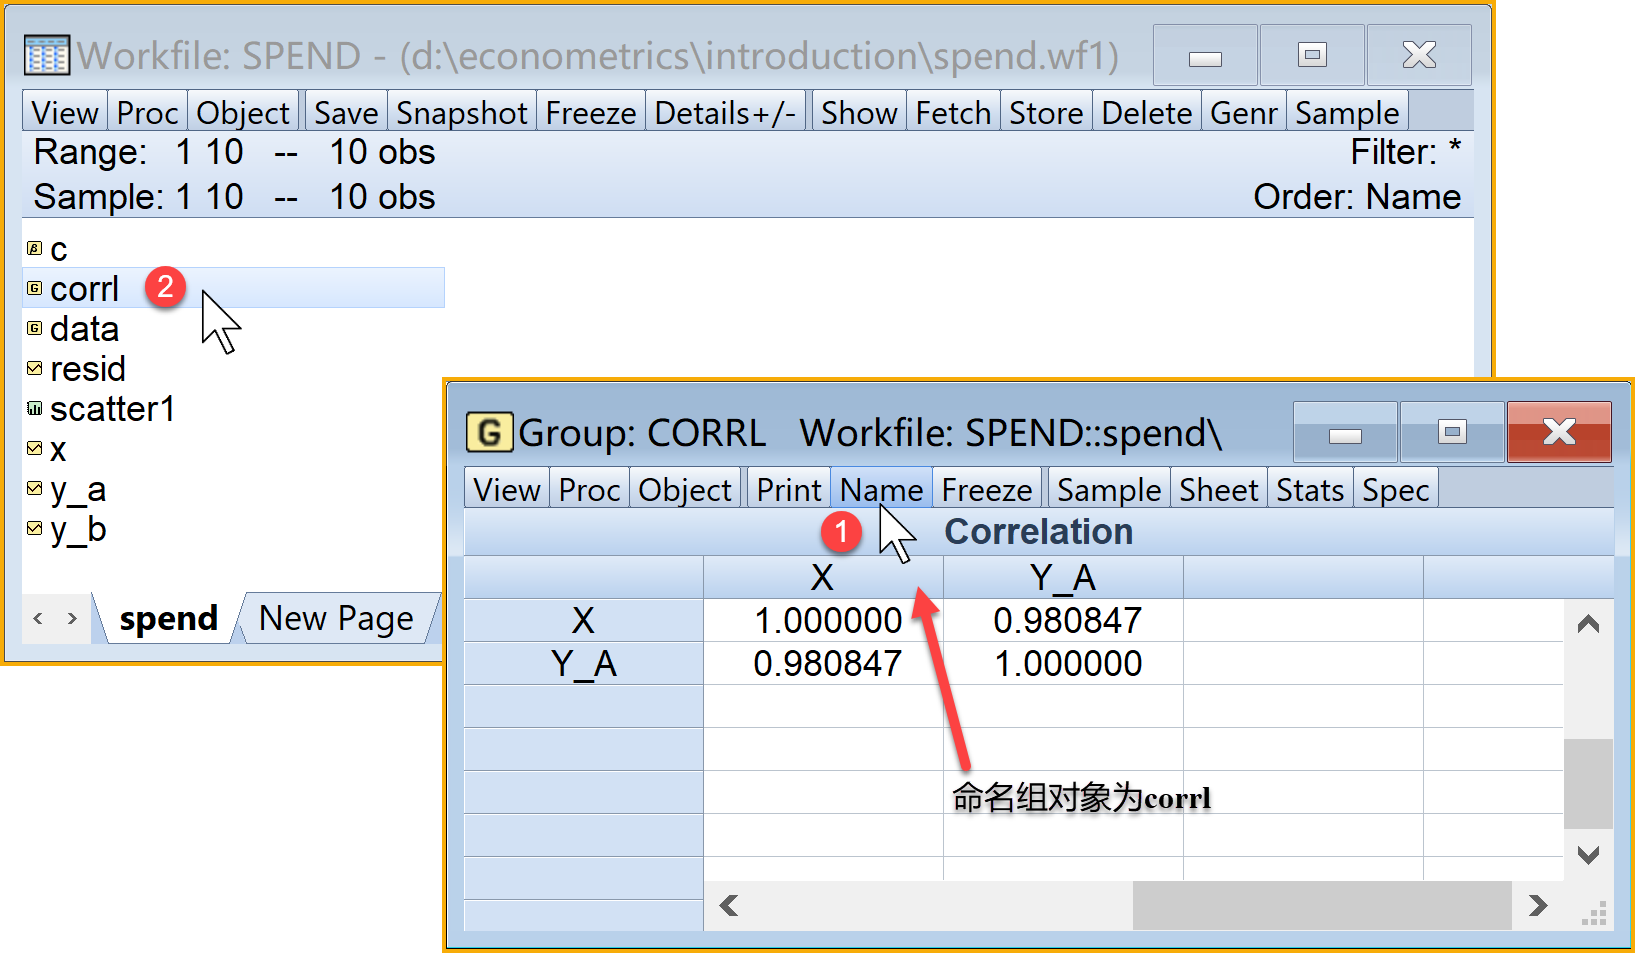 Workfile: SPEND - (d:\econometrics\introduction\spend.wf1)
View Proc Object Save Snapshot Freeze Details+/- Show Fetch Store Delete Genr Sample
Range: 1 10 -- 10 obs Filter: *
Sample: 1 10 -- 10 obs Order: Name
β c
G corrl 2
G data
resid
scatter1
x
y_a
y_b
spend New Page
G Group: CORRL Workfile: SPEND::spend\
View Proc Object Print Name Freeze Sample Sheet Stats Spec
1 Correlation
X Y_A
X 1.000000 0.980847
Y_A 0.980847 1.000000
命名组对象为corrl